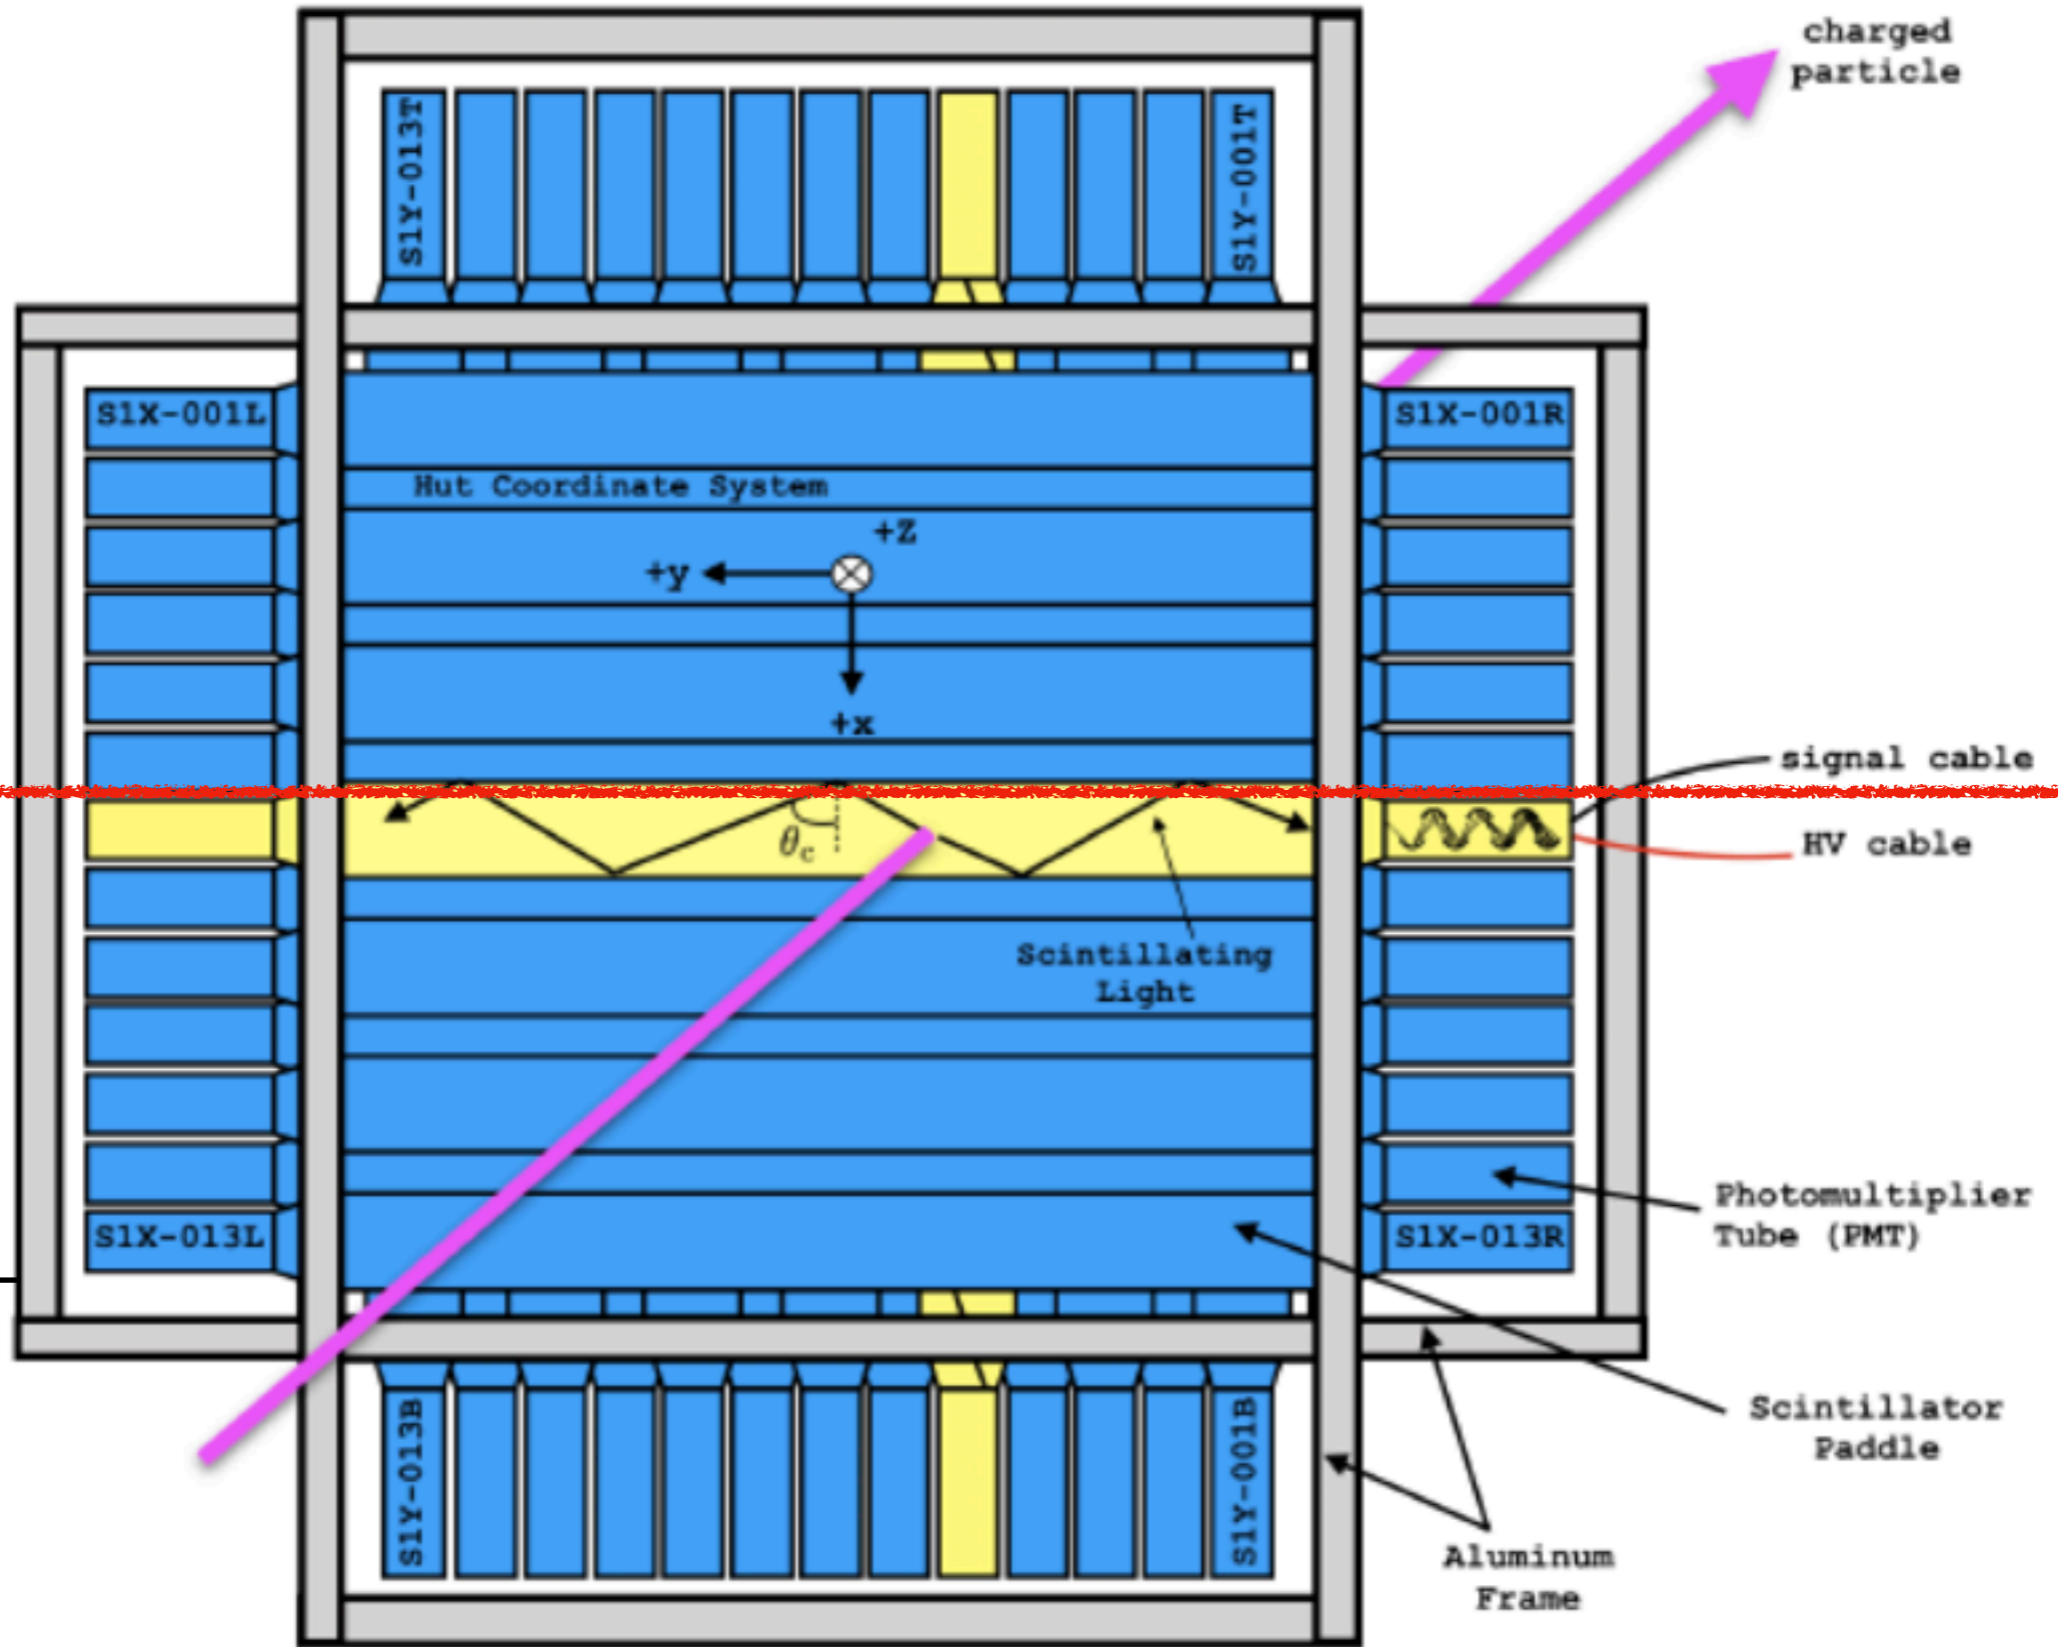 charged
particle
S1Y-013T
S1Y-001T
S1X-001L
S1X-001R
Hut Coordinate System
+Z
+y
+x
signal cable
HV cable
θc
Scintillating
Light
Photomultiplier
Tube (PMT)
S1X-013L
S1X-013R
Scintillator
Paddle
S1Y-013B
S1Y-001B
Aluminum
Frame